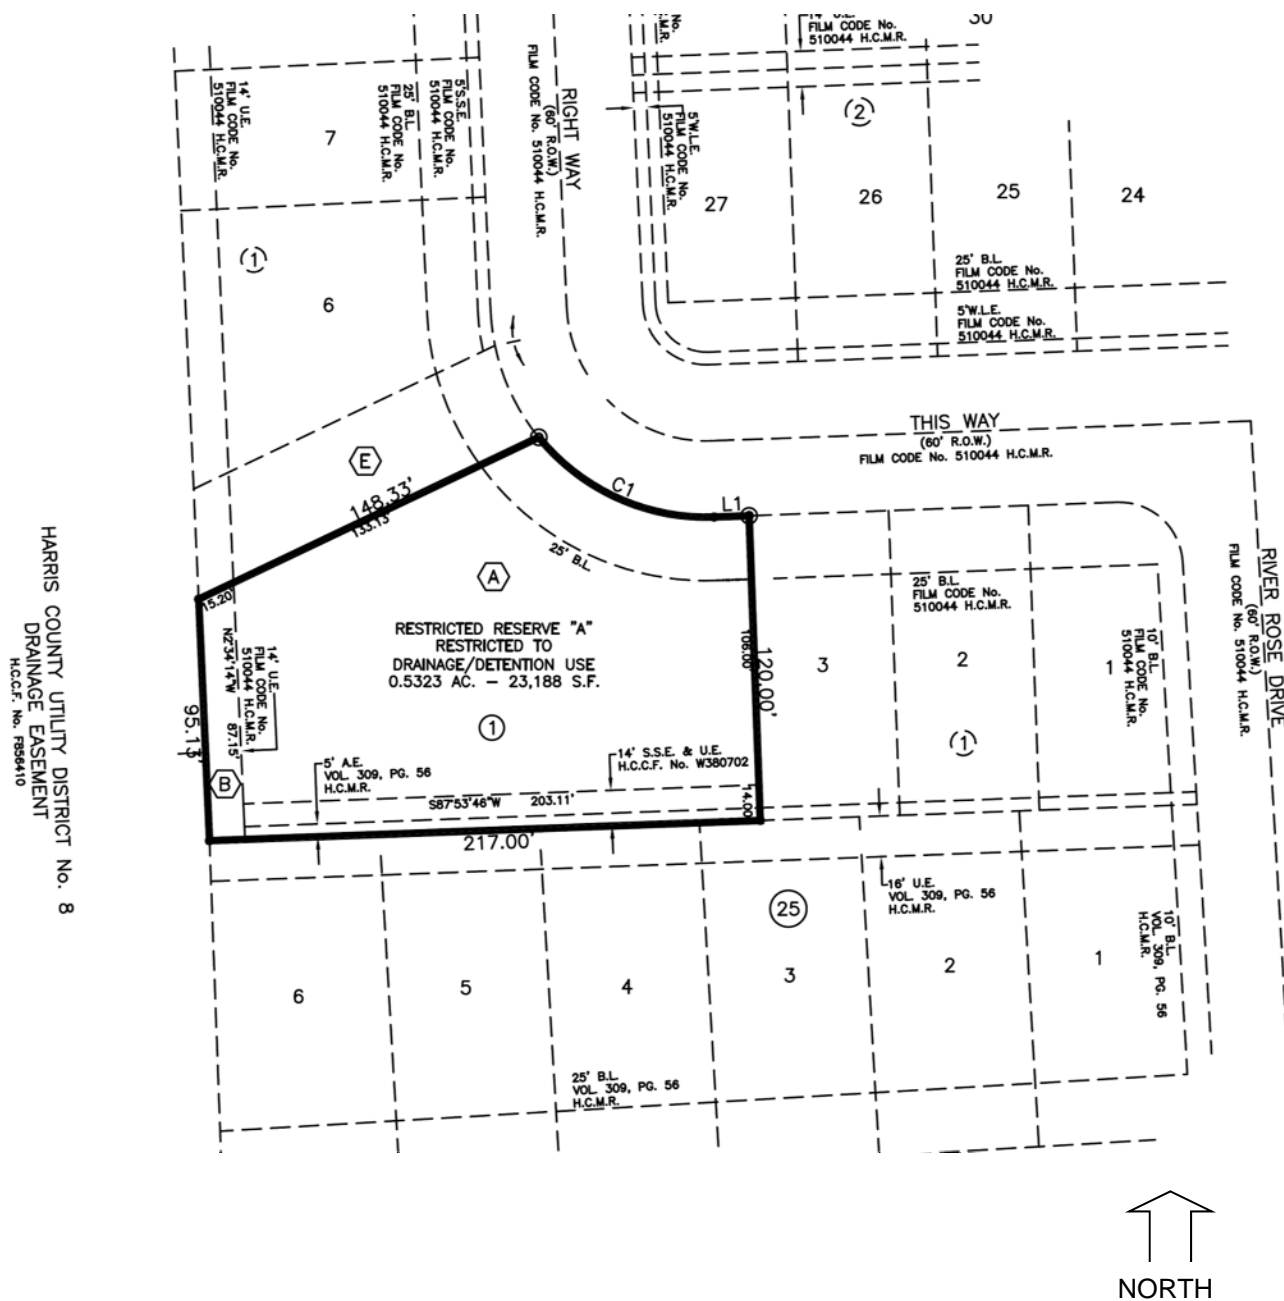 14' U.E.
FILM CODE No.
510044 H.C.M.R.
30
No.
M.R.
14' U.E.
FILM CODE No.
510044 H.C.M.R.
7
25' B.L.
FILM CODE No.
510044 H.C.M.R.
5'S.S.E.
FILM CODE No.
510044 H.C.M.R.
RIGHT WAY
(60' R.O.W.)
FILM CODE No. 510044 H.C.M.R.
5'W.L.E.
FILM CODE No.
510044 H.C.M.R.
2
27
26
25
24
1
6
25' B.L.
FILM CODE No.
510044 H.C.M.R.
5'W.L.E.
FILM CODE No.
510044 H.C.M.R.
THIS WAY
(60' R.O.W.)
FILM CODE No. 510044 H.C.M.R.
E
148.33'
133.13'
C1
L1
25' B.L.
A
15.20'
RESTRICTED RESERVE "A"
RESTRICTED TO
DRAINAGE/DETENTION USE
0.5323 AC. – 23,188 S.F.
1
N2°34'14"W 87.15'
14' U.E.
FILM CODE No.
510044 H.C.M.R.
95.13'
B
5' A.E.
VOL. 309, PG. 56
H.C.M.R.
14' S.S.E. & U.E.
H.C.C.F. No. W380702
S87°53'46"W 203.11'
217.00'
106.00'
120.00'
14.00'
25' B.L.
FILM CODE No.
510044 H.C.M.R.
3
2
1
1
10' B.L.
FILM CODE No.
510044 H.C.M.R.
RIVER ROSE DRIVE
(60' R.O.W.)
FILM CODE No. 510044 H.C.M.R.
HARRIS COUNTY UTILITY DISTRICT No. 8
DRAINAGE EASEMENT
H.C.C.F. No. F856410
16' U.E.
VOL. 309, PG. 56
H.C.M.R.
25
10' B.L.
VOL. 309, PG. 56
H.C.M.R.
6
5
4
3
2
1
25' B.L.
VOL. 309, PG. 56
H.C.M.R.
NORTH